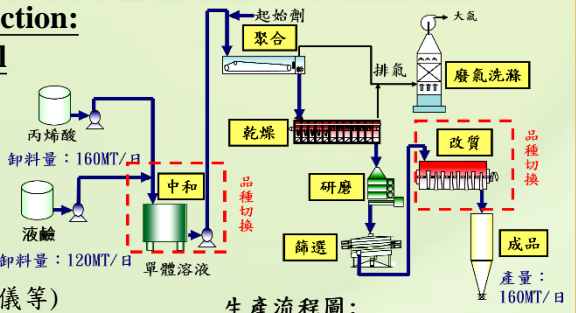 ction:
起始劑
聚合
大氣
排氣
廢氣洗滌
丙烯酸
卸料量：160MT/日
乾燥
改質
品種切換
中和
品種切換
研磨
液鹼
卸料量：120MT/日
單體溶液
篩選
成品
產量：
160MT/日
儀等)
生產流程圖: